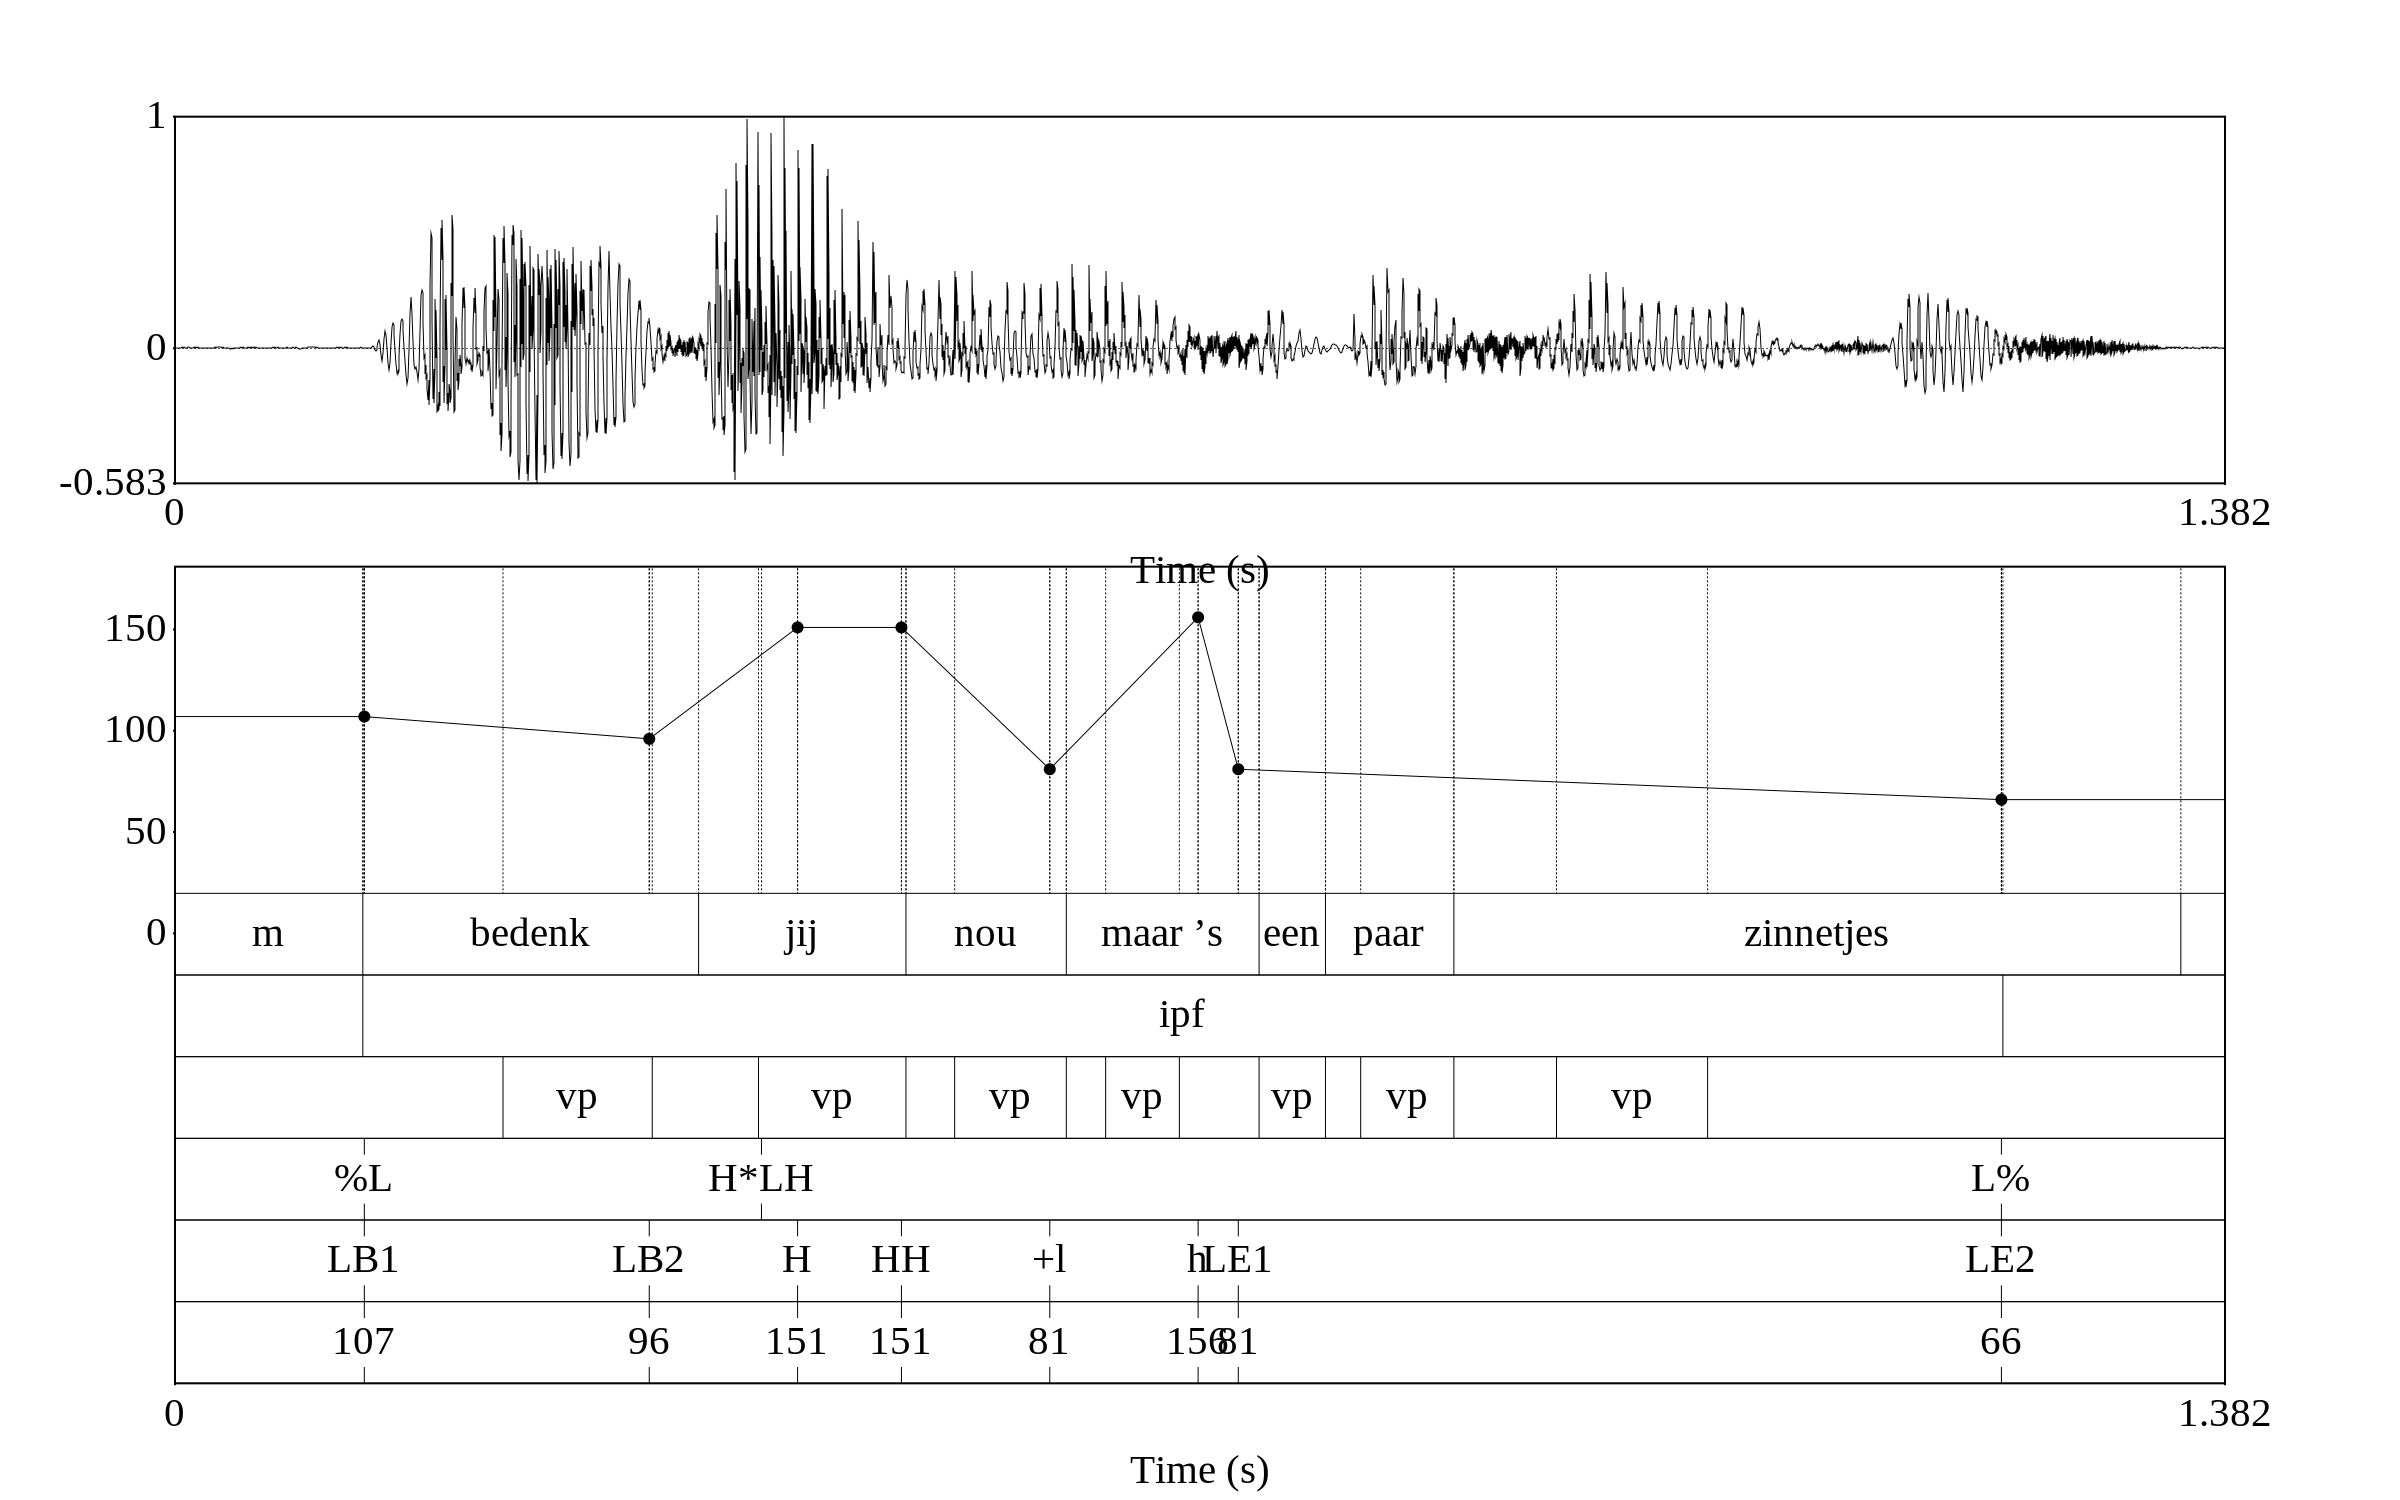 1
0
-0.583
0 1.382
Time (s)
150
100
50
0
m bedenk jij nou maar ’s een paar zinnetjes
ipf
vp vp vp vp vp vp vp
%L H*LH L%
LB1 LB2 H HH +l h LE1 LE2
107 96 151 151 81 156 81 66
0 1.382
Time (s)